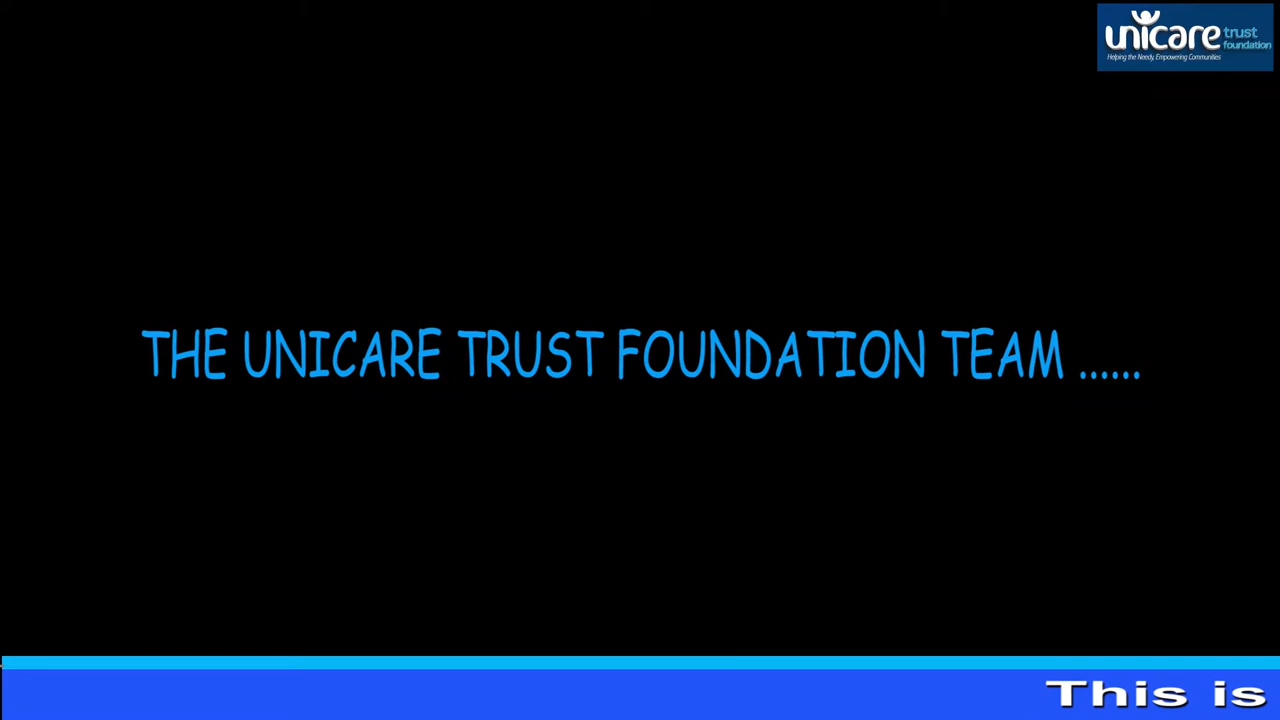 unicare trust
foundation
Helping the Needy, Empowering Communities
THE UNICARE TRUST FOUNDATION TEAM ......
This is